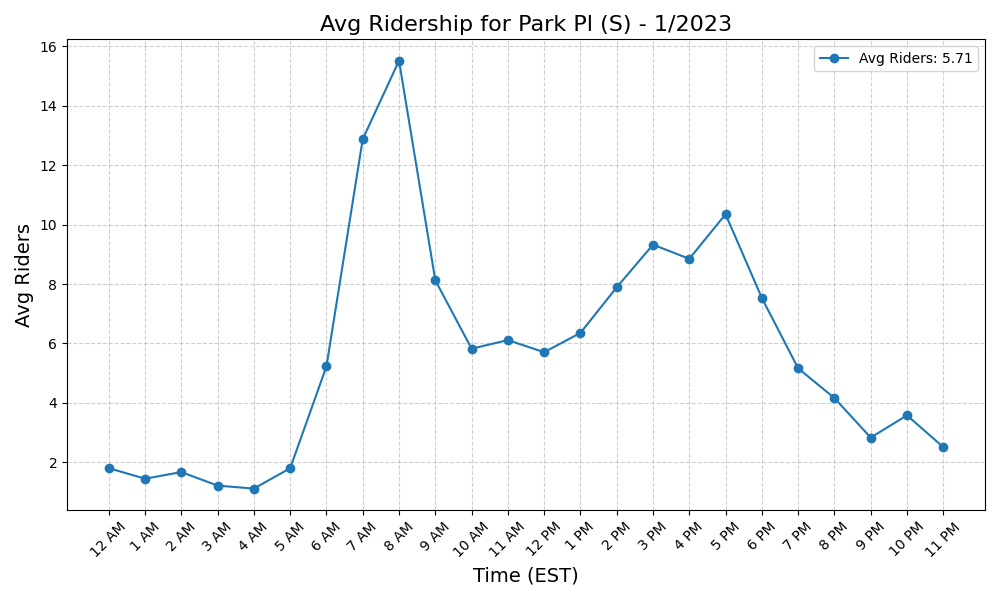 Avg Ridership for Park Pl (S) - 1/2023
Avg Riders: 5.71
Avg Riders
16
14
12
10
8
6
4
2
12 AM
1 AM
2 AM
3 AM
4 AM
5 AM
6 AM
7 AM
8 AM
9 AM
10 AM
11 AM
12 PM
1 PM
2 PM
3 PM
4 PM
5 PM
6 PM
7 PM
8 PM
9 PM
10 PM
11 PM
Time (EST)